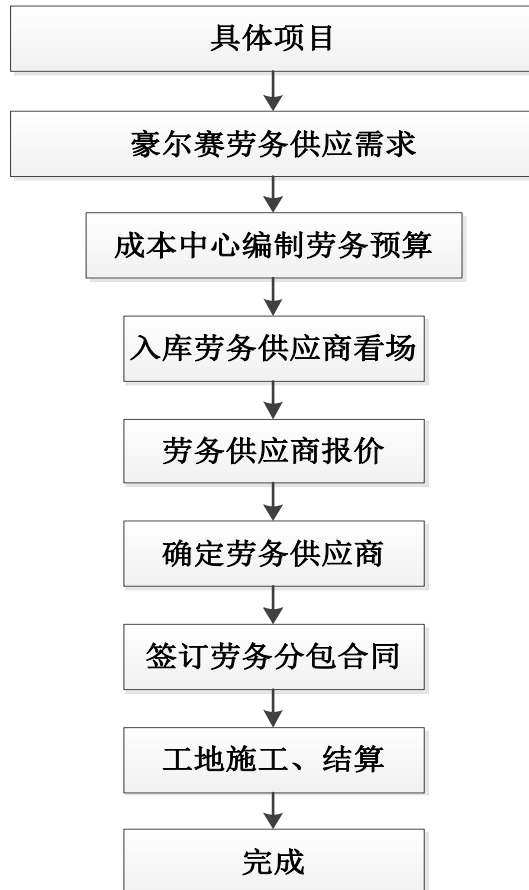 具体项目
豪尔赛劳务供应需求
成本中心编制劳务预算
入库劳务供应商看场
劳务供应商报价
确定劳务供应商
签订劳务分包合同
工地施工、结算
完成